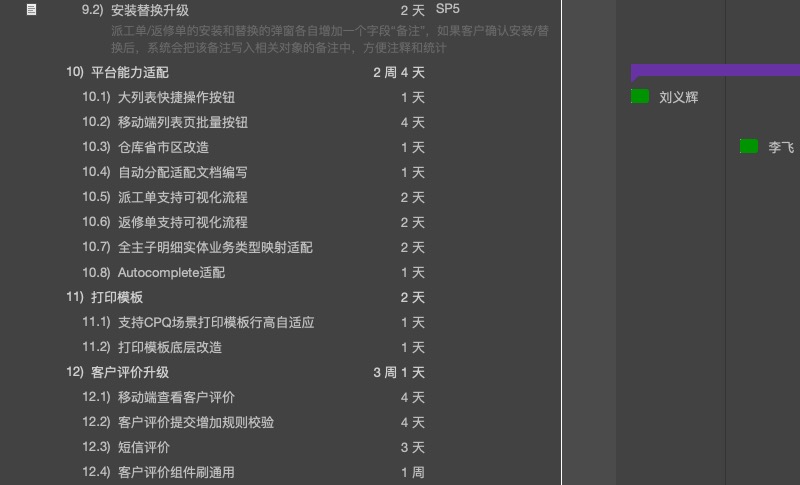 9.2) 安装替换升级 2 天 SP5
派工单/返修单的安装和替换的弹窗各自增加一个字段“备注”，如果客户确认安装/替
换后，系统会把该备注写入相关对象的备注中，方便注释和统计
10) 平台能力适配 2 周 4 天
10.1) 大列表快捷操作按钮 1 天 刘义辉
10.2) 移动端列表页批量按钮 4 天
10.3) 仓库省市区改造 1 天 李飞
10.4) 自动分配适配文档编写 1 天
10.5) 派工单支持可视化流程 2 天
10.6) 返修单支持可视化流程 2 天
10.7) 全主子明细实体业务类型映射适配 2 天
10.8) Autocomplete适配 1 天
11) 打印模板 2 天
11.1) 支持CPQ场景打印模板行高自适应 1 天
11.2) 打印模板底层改造 1 天
12) 客户评价升级 3 周 1 天
12.1) 移动端查看客户评价 4 天
12.2) 客户评价提交增加规则校验 4 天
12.3) 短信评价 3 天
12.4) 客户评价组件刷通用 1 周